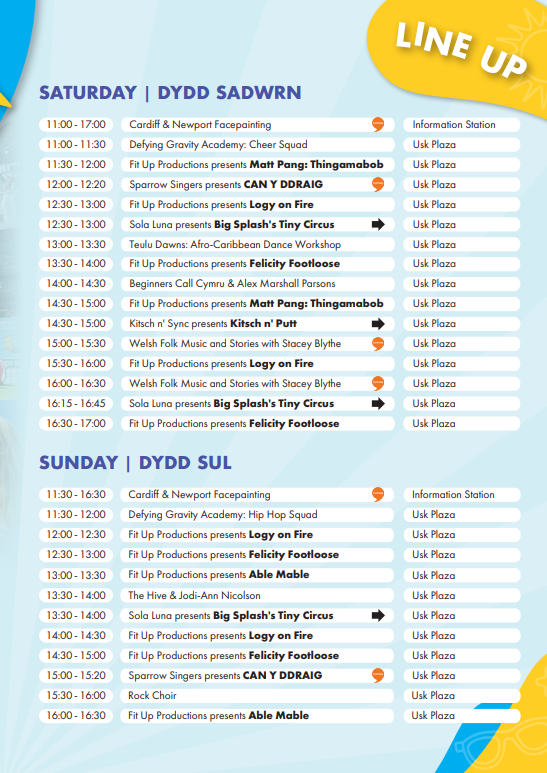 LINE UP
SATURDAY | DYDD SADWRN
11:00 - 17:00 Cardiff & Newport Facepainting Information Station
11:00 - 11:30 Defying Gravity Academy: Cheer Squad Usk Plaza
11:30 - 12:00 Fit Up Productions presents Matt Pang: Thingamabob Usk Plaza
12:00 - 12:20 Sparrow Singers presents CAN Y DDRAIG Usk Plaza
12:30 - 13:00 Fit Up Productions presents Logy on Fire Usk Plaza
12:30 - 13:00 Sola Luna presents Big Splash's Tiny Circus Usk Plaza
13:00 - 13:30 Teulu Dawns: Afro-Caribbean Dance Workshop Usk Plaza
13:30 - 14:00 Fit Up Productions presents Felicity Footloose Usk Plaza
14:00 - 14:30 Beginners Call Cymru & Alex Marshall Parsons Usk Plaza
14:30 - 15:00 Fit Up Productions presents Matt Pang: Thingamabob Usk Plaza
14:30 - 15:00 Kitsch n' Sync presents Kitsch n' Putt Usk Plaza
15:00 - 15:30 Welsh Folk Music and Stories with Stacey Blythe Usk Plaza
15:30 - 16:00 Fit Up Productions presents Logy on Fire Usk Plaza
16:00 - 16:30 Welsh Folk Music and Stories with Stacey Blythe Usk Plaza
16:15 - 16:45 Sola Luna presents Big Splash's Tiny Circus Usk Plaza
16:30 - 17:00 Fit Up Productions presents Felicity Footloose Usk Plaza
SUNDAY | DYDD SUL
11:30 - 16:30 Cardiff & Newport Facepainting Information Station
11:30 - 12:00 Defying Gravity Academy: Hip Hop Squad Usk Plaza
12:00 - 12:30 Fit Up Productions presents Logy on Fire Usk Plaza
12:30 - 13:00 Fit Up Productions presents Felicity Footloose Usk Plaza
13:00 - 13:30 Fit Up Productions presents Able Mable Usk Plaza
13:30 - 14:00 The Hive & Jodi-Ann Nicolson Usk Plaza
13:30 - 14:00 Sola Luna presents Big Splash's Tiny Circus Usk Plaza
14:00 - 14:30 Fit Up Productions presents Logy on Fire Usk Plaza
14:30 - 15:00 Fit Up Productions presents Felicity Footloose Usk Plaza
15:00 - 15:20 Sparrow Singers presents CAN Y DDRAIG Usk Plaza
15:30 - 16:00 Rock Choir Usk Plaza
16:00 - 16:30 Fit Up Productions presents Able Mable Usk Plaza